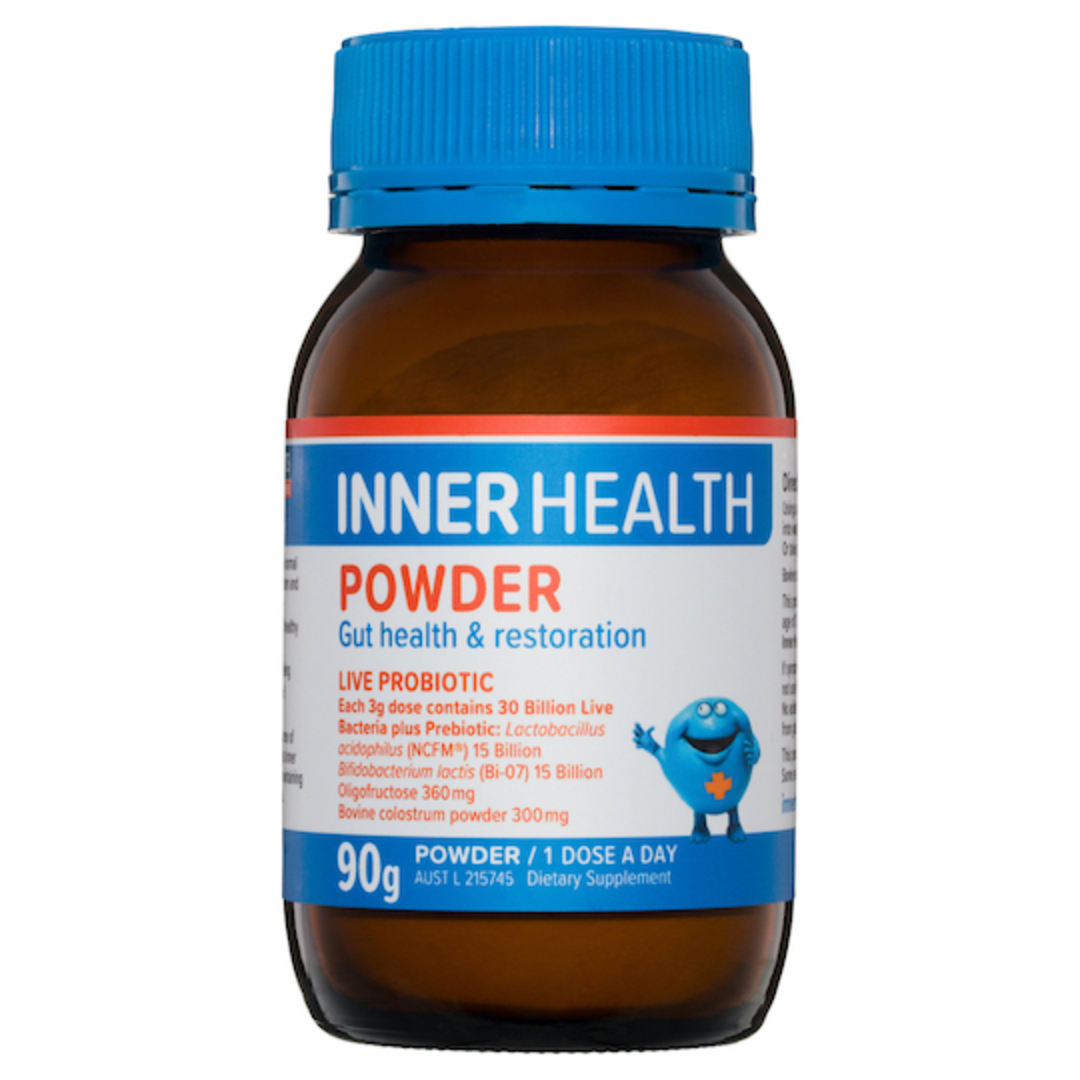 INNER HEALTH
POWDER
Gut health & restoration
LIVE PROBIOTIC
Each 3g dose contains 30 Billion Live
Bacteria plus Prebiotic: Lactobacillus
acidophilus (NCFM®) 15 Billion
Bifidobacterium lactis (Bi-07) 15 Billion
Oligofructose 360mg
Bovine colostrum powder 300mg
90g
POWDER / 1 DOSE A DAY
AUST L 215745 Dietary Supplement